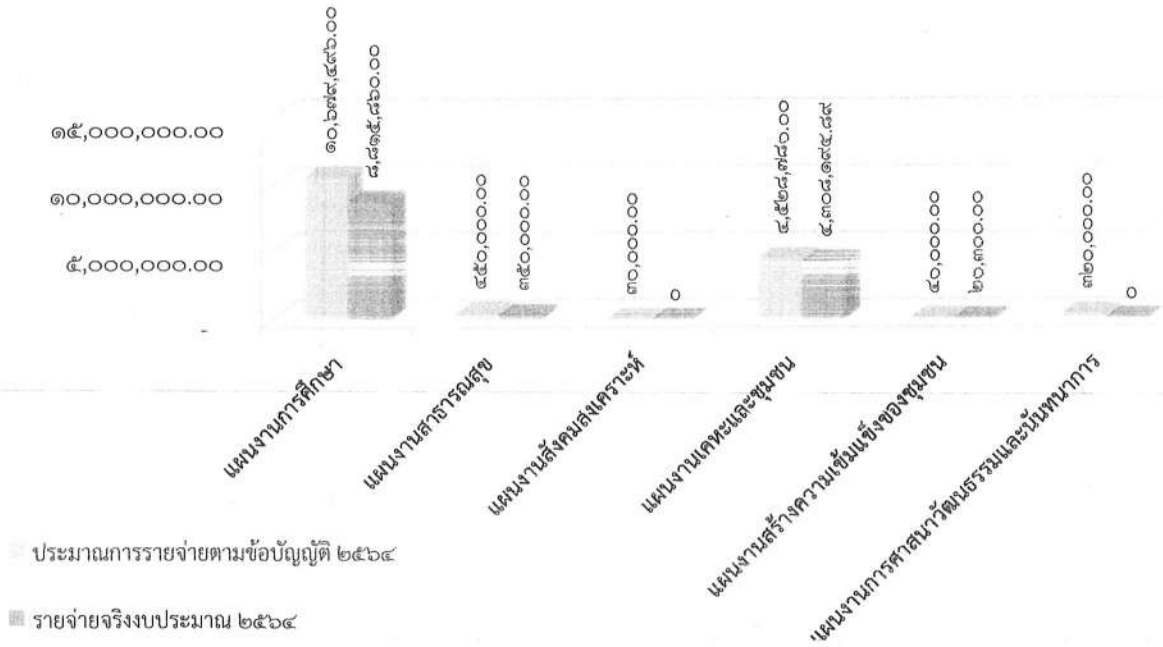 ๑๕,๐๐๐,๐๐๐.๐๐
๑๐,๐๐๐,๐๐๐.๐๐
๕,๐๐๐,๐๐๐.๐๐
-
๑๐,๖๗๙,๔๙๖.๐๐
๘,๘๑๕,๘๖๐.๐๐
๔๕๐,๐๐๐.๐๐
๓๕๐,๐๐๐.๐๐
๓๐,๐๐๐.๐๐
๐
๔,๕๒๘,๗๘๐.๐๐
๔,๓๐๘,๑๙๔.๘๙
๔๐,๐๐๐.๐๐
๒๐,๓๐๐.๐๐
๓๒๐,๐๐๐.๐๐
๐
แผนงานการศึกษา
แผนงานสาธารณสุข
แผนงานสังคมสงเคราะห์
แผนงานเคหะและชุมชน
แผนงานสร้างความเข้มแข็งของชุมชน
แผนงานการศาสนาวัฒนธรรมและนันทนาการ
ประมาณการรายจ่ายตามข้อบัญญัติ ๒๕๖๔
รายจ่ายจริงงบประมาณ ๒๕๖๔